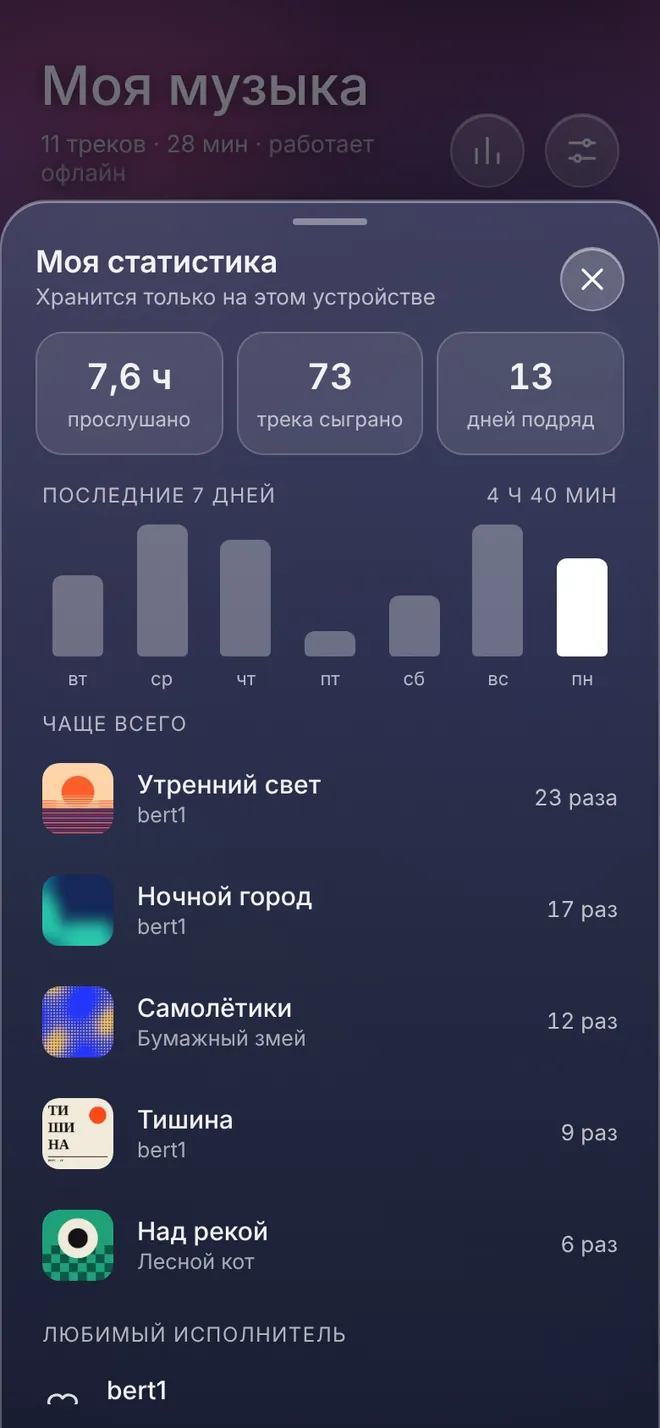 Моя музыка
11 треков · 28 мин · работает
офлайн
Моя статистика
Хранится только на этом устройстве
7,6 ч
прослушано
73
трека сыграно
13
дней подряд
ПОСЛЕДНИЕ 7 ДНЕЙ
4 Ч 40 МИН
вт ср чт пт сб вс пн
ЧАЩЕ ВСЕГО
Утренний свет
bert1
23 раза
Ночной город
bert1
17 раз
Самолётики
Бумажный змей
12 раз
ТИ
ШИ
НА
Тишина
bert1
9 раз
Над рекой
Лесной кот
6 раз
ЛЮБИМЫЙ ИСПОЛНИТЕЛЬ
bert1